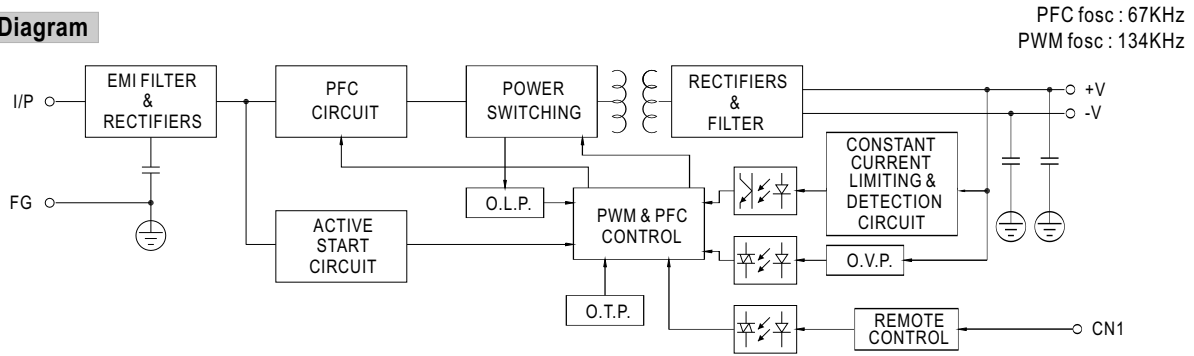 Diagram
PFC fosc : 67KHz
PWM fosc : 134KHz
I/P
EMI FILTER
&
RECTIFIERS
PFC
CIRCUIT
POWER
SWITCHING
RECTIFIERS
&
FILTER
+V
-V
FG
ACTIVE
START
CIRCUIT
O.L.P.
PWM & PFC
CONTROL
O.T.P.
CONSTANT
CURRENT
LIMITING &
DETECTION
CIRCUIT
O.V.P.
REMOTE
CONTROL
CN1